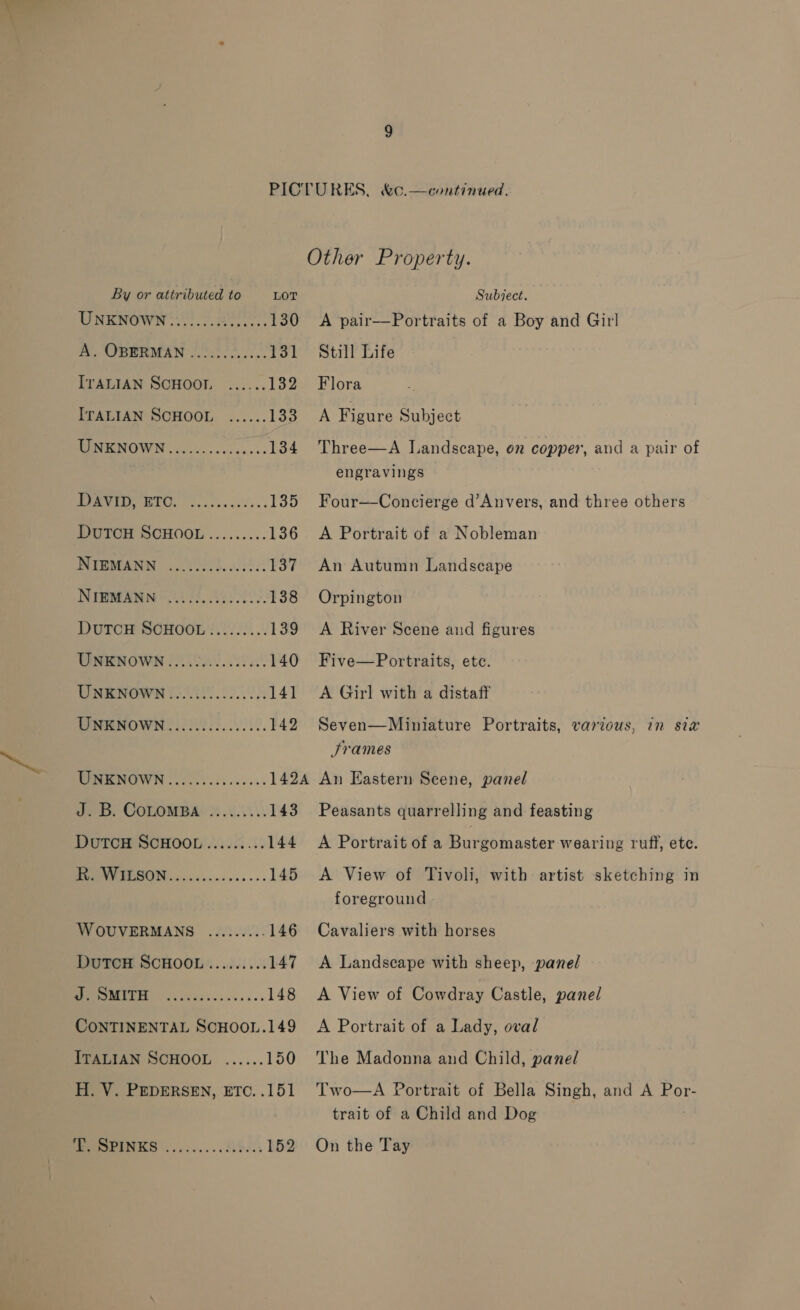 9
PICTURES, &c.—continued.
Other Property.
By or attributed to LOT Subject.
UNKNOWN ............ 130 A pair—Portraits of a Boy and Girl
A. OBERMAN ............ 131 Still Life
ITALIAN SCHOOL ...... 132 Flora
ITALIAN SCHOOL ...... 133 A Figure Subject
UNKNOWN ............ 134 Three—A Landscape, on copper, and a pair of
engravings
DAVID, ETC. ............ 135 Four—Concierge d'Anvers, and three others
DUTCH SCHOOL ......... 136 A Portrait of a Nobleman
NIEMANN ............ 137 An Autumn Landscape
NIEMANN ............ 138 Orpington
DUTCH SCHOOL ......... 139 A River Scene and figures
UNKNOWN ............ 140 Five—Portraits, etc.
UNKNOWN ............ 141 A Girl with a distaff
UNKNOWN ............ 142 Seven—Miniature Portraits, various, in six
frames
UNKNOWN ............ 142A An Eastern Scene, panel
J. B. COLOMBA ......... 143 Peasants quarrelling and feasting
DUTCH SCHOOL ......... 144 A Portrait of a Burgomaster wearing ruff, etc.
R. WILSON ............ 145 A View of Tivoli, with artist sketching in
foreground
WOUVERMANS ......... 146 Cavaliers with horses
DUTCH SCHOOL ......... 147 A Landscape with sheep, panel
J. SMITH ............ 148 A View of Cowdray Castle, panel
CONTINENTAL SCHOOL.149 A Portrait of a Lady, oval
ITALIAN SCHOOL ...... 150 The Madonna and Child, panel
H. V. PEDERSEN, ETC..151 Two—A Portrait of Bella Singh, and A Por-
trait of a Child and Dog
T. SPINKS ............ 152 On the Tay